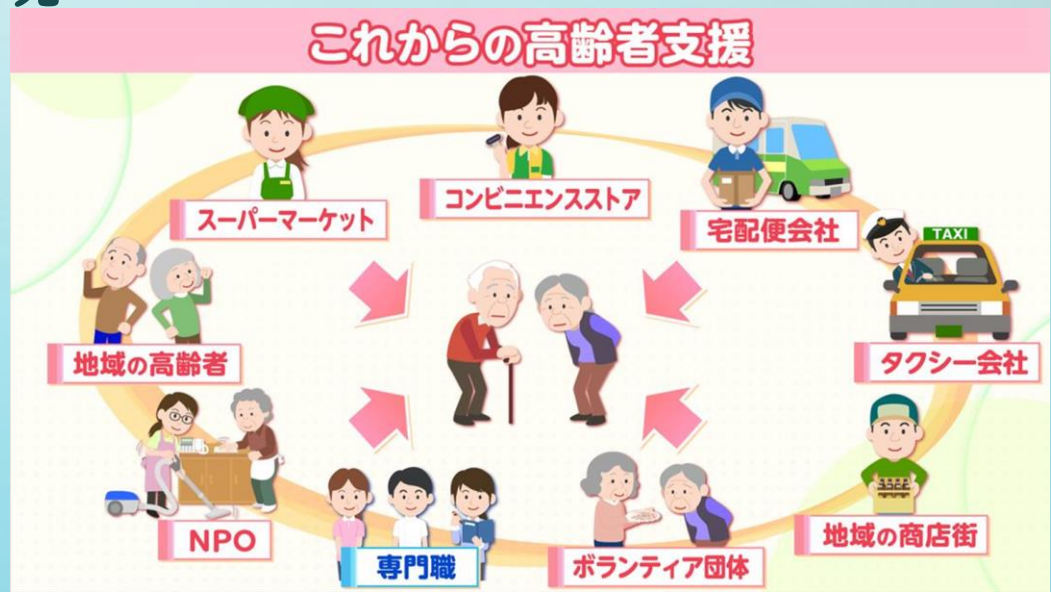 これからの高齢者支援
スーパーマーケット
コンビニエンスストア
宅配便会社
TAXI
タクシー会社
地域の高齢者
NPO
専門職
ボランティア団体
地域の商店街